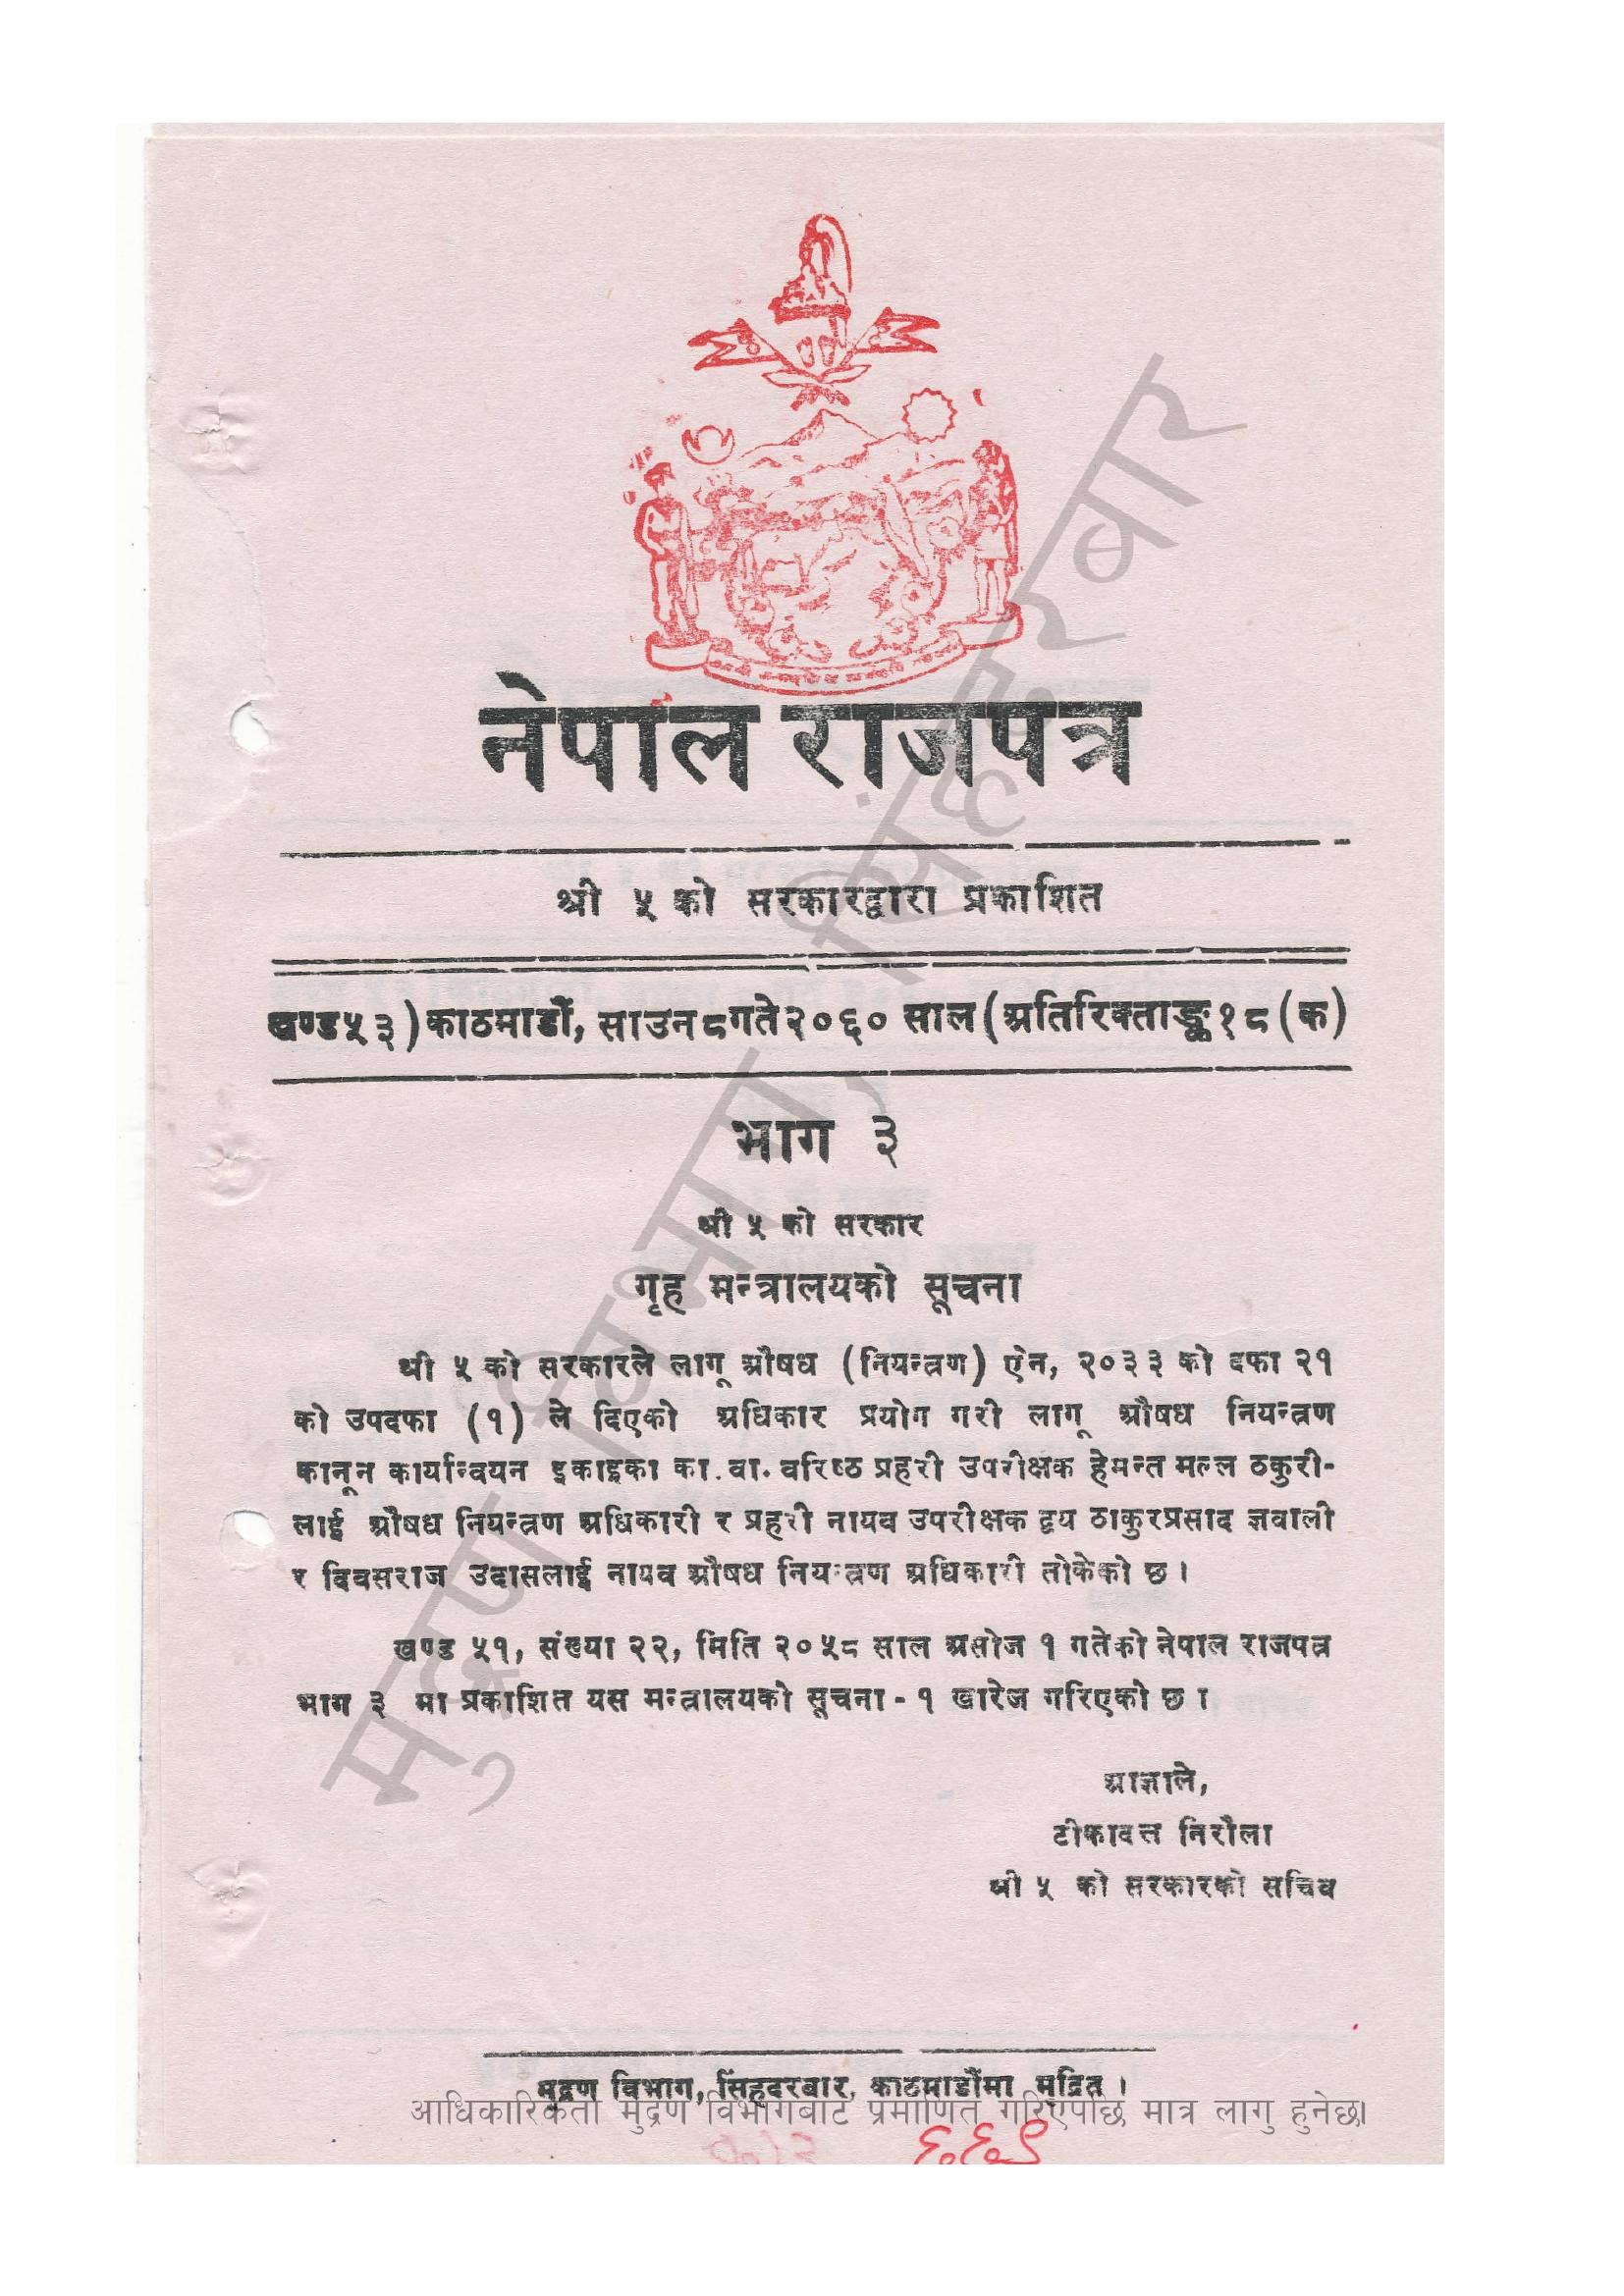 नेपाल राजपत्र
श्री ५ को सरकारद्वारा प्रकाशित
खण्ड ५३) काठमाडौं, साउन ८ गते २०६० साल (अतिरिक्ताङ्क १८ (क)
भाग ३
श्री ५ को सरकार
गृह मन्त्रालयको सूचना
श्री ५ को सरकारले लागू औषध (नियन्त्रण) ऐन, २०३३ को दफा २१
को उपदफा (१) ले दिएको अधिकार प्रयोग गरी लागू औषध नियन्त्रण
कानून कार्यान्वयन इकाइका का. वा. वरिष्ठ प्रहरी उपरीक्षक हेमन्त मल्ल ठकुरी-
लाई औषध नियन्त्रण अधिकारी र प्रहरी नायव उपरीक्षक द्वय ठाकुरप्रसाद ज्ञवाली
र दिवसराज उदासलाई नायव औषध नियन्त्रण अधिकारी तोकेको छ ।
खण्ड ५१, संख्या २२, मिति २०५८ साल असोज १ गतेको नेपाल राजपत्र
भाग ३ मा प्रकाशित यस मन्त्रालयको सूचना - १ खारेज गरिएको छ ।
आज्ञाले,
टीकादत्त निरौला
श्री ५ को सरकारको सचिव
मुद्रण विभाग, सिंहदरबार, काठमाडौंमा मुद्रित ।
आधिकारिकता मुद्रण विभागबाट प्रमाणित गरिएपछि मात्र लागु हुनेछ।
६६९
मुद्रण विभाग, सिंहदरबार